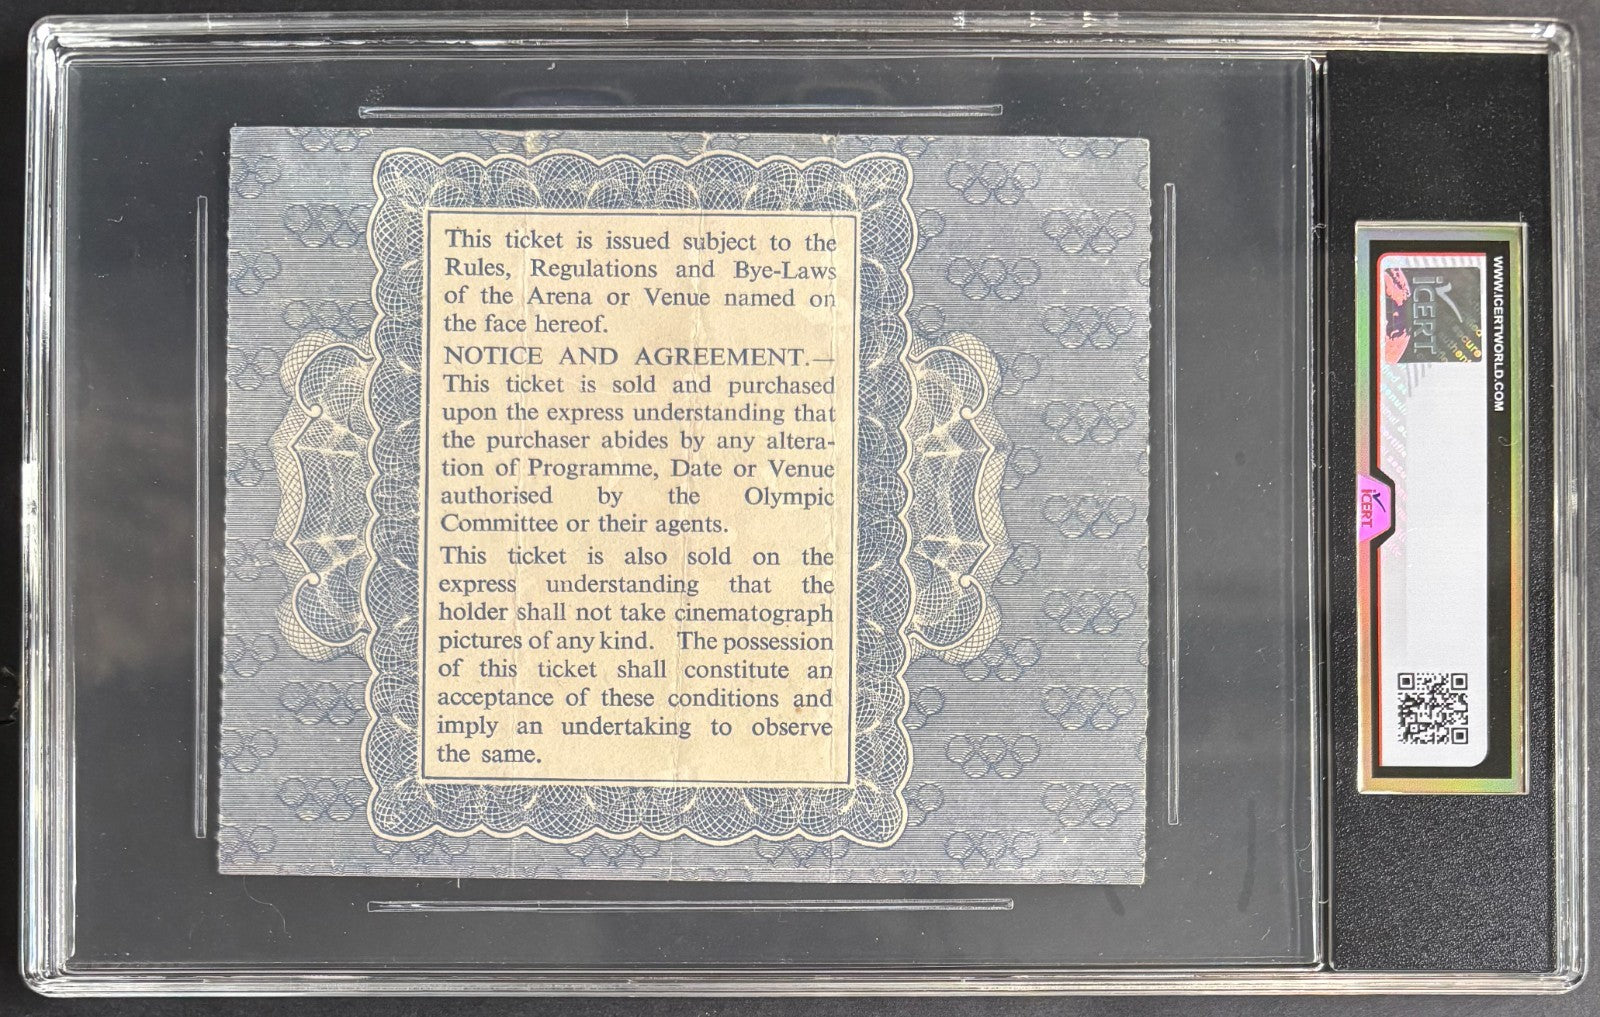 This ticket is issued subject to the
Rules, Regulations and Bye-Laws
of the Arena or Venue named on
the face hereof.
NOTICE AND AGREEMENT.—
This ticket is sold and purchased
upon the express understanding that
the purchaser abides by any altera-
tion of Programme, Date or Venue
authorised by the Olympic
Committee or their agents.
This ticket is also sold on the
express understanding that the
holder shall not take cinematograph
pictures of any kind. The possession
of this ticket shall constitute an
acceptance of these conditions and
imply an undertaking to observe
the same.
WWW.ICERTWORLD.COM
iCERT
iCERT